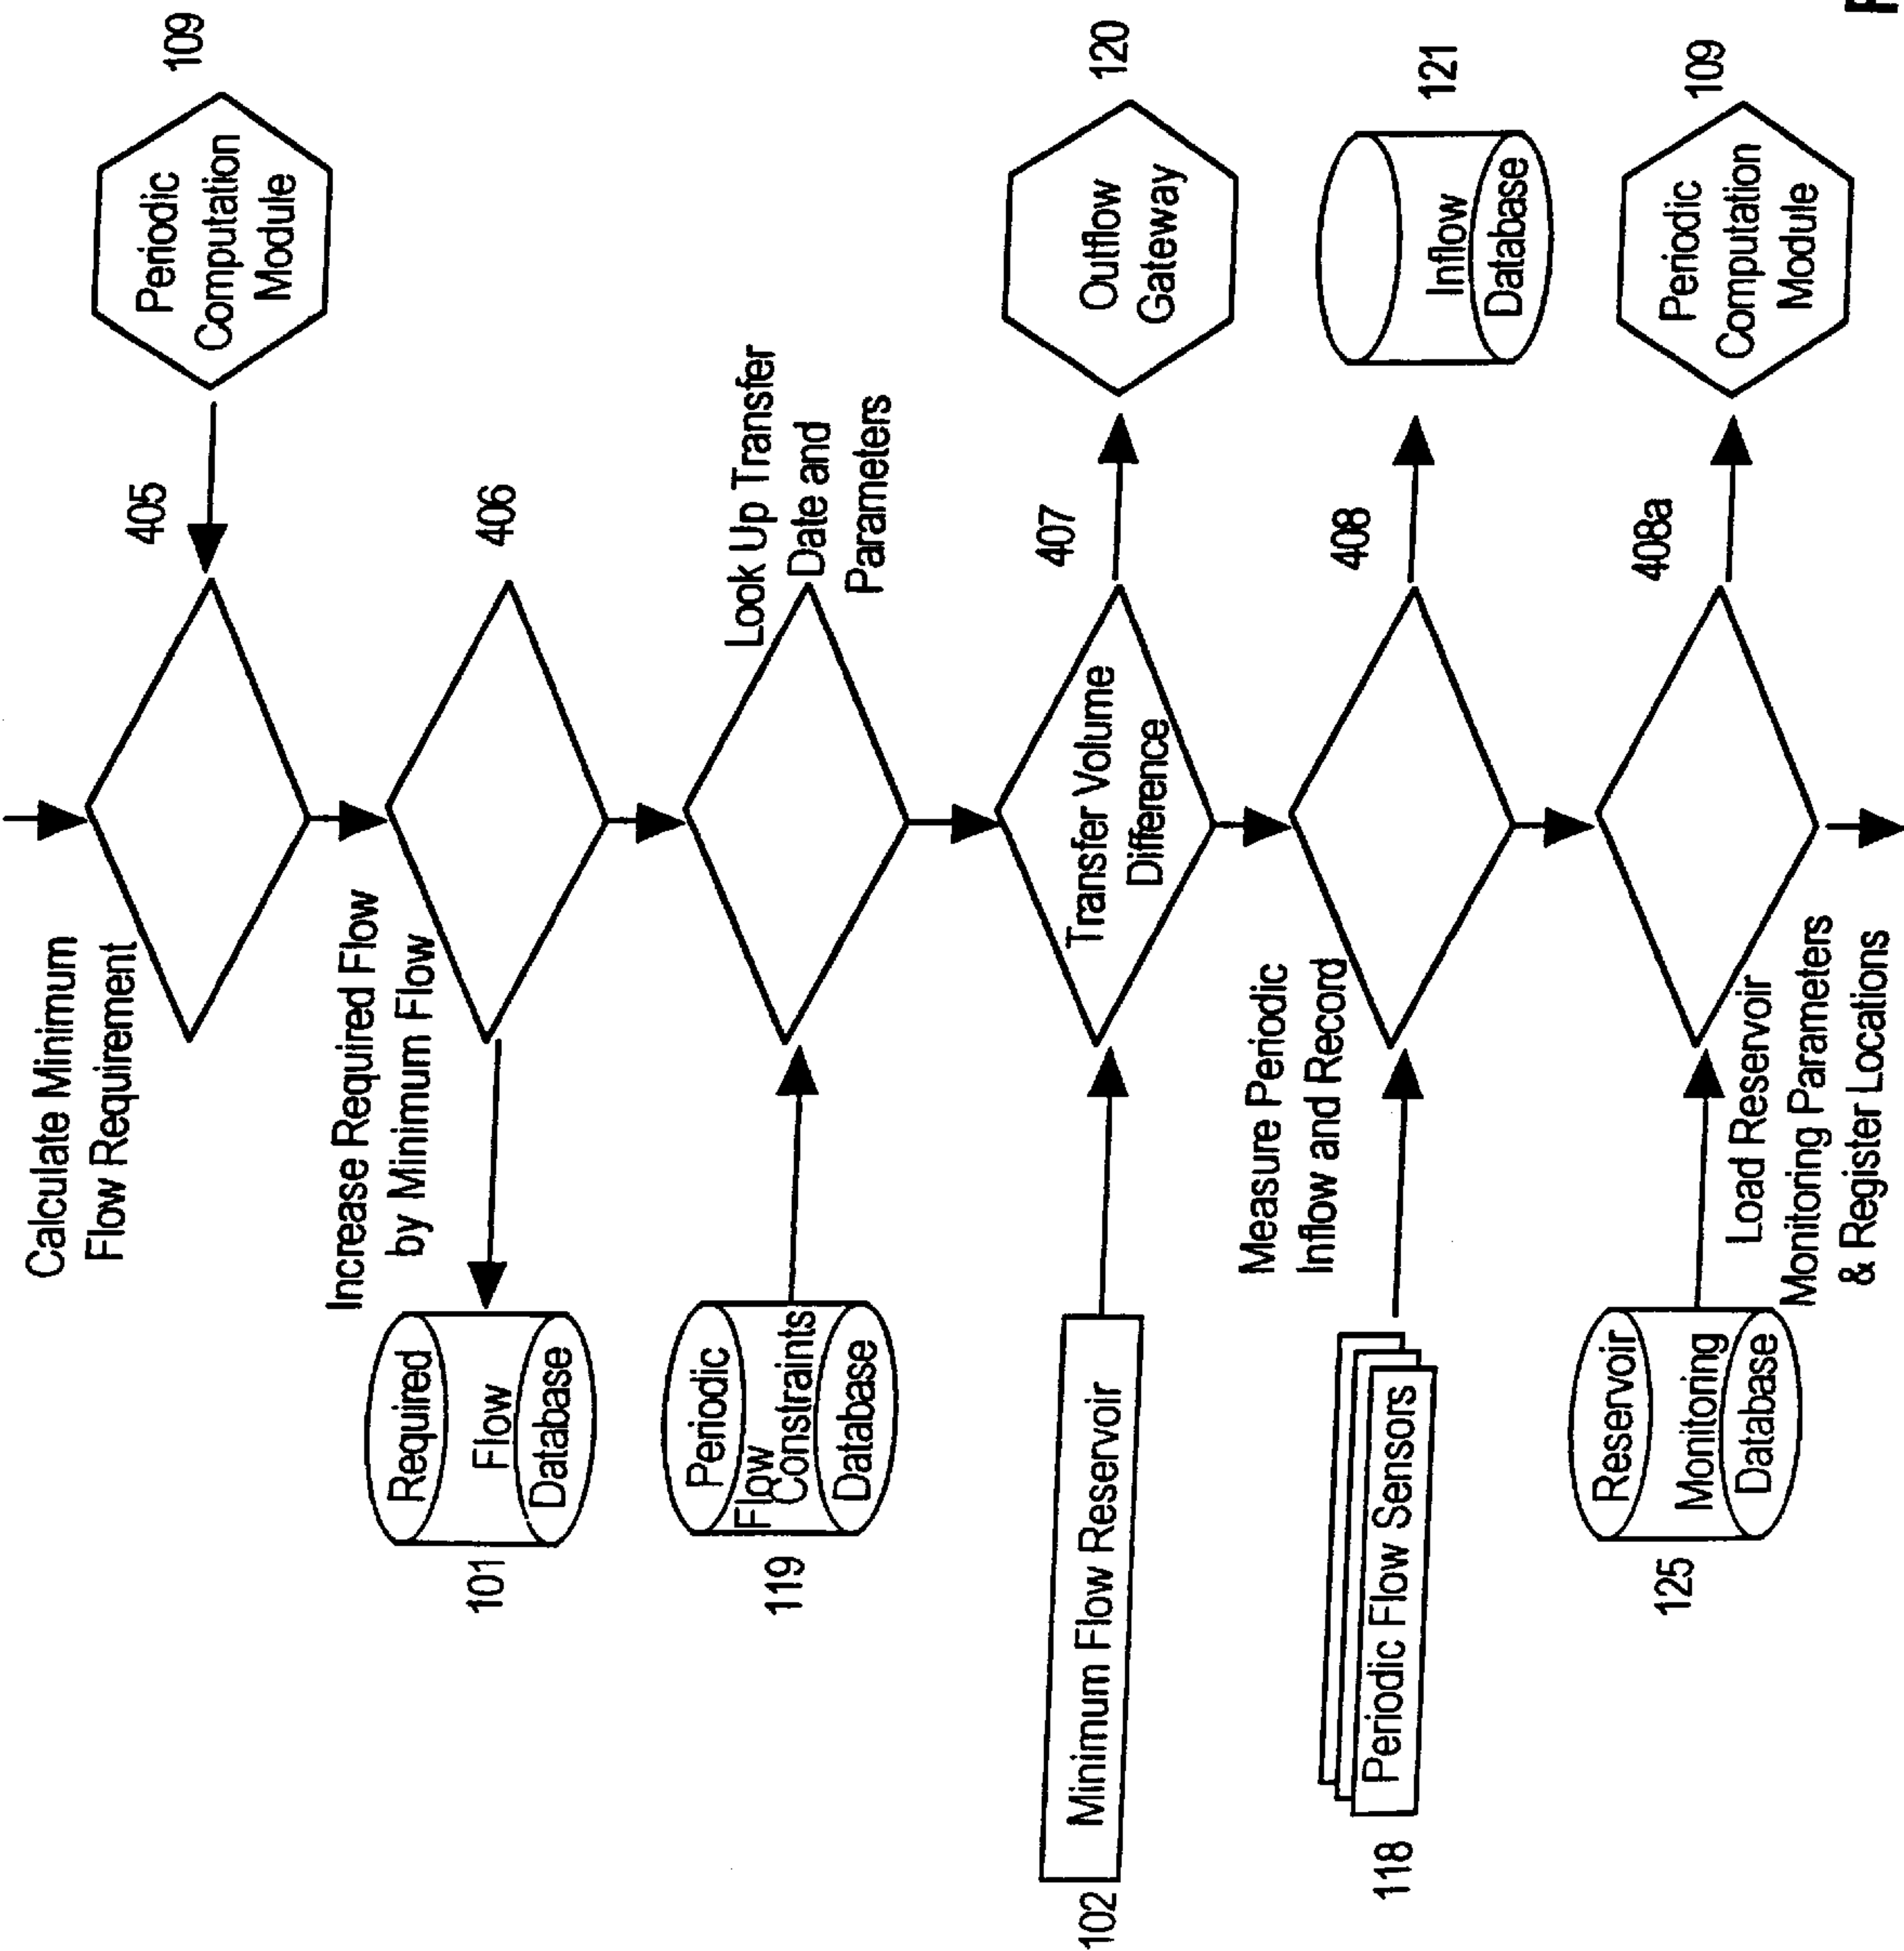 Calculate Minimum
Flow Requirement
405
109
Periodic
Computation
Module
Increase Required Flow
by Minimum Flow
406
101
Required
Flow
Database
Look Up Transfer
Date and
Parameters
119
Periodic
Flow
Constraints
Database
102
Minimum Flow Reservoir
Transfer Volume
Difference
407
Outflow
Gateway
120
Measure Periodic
Inflow and Record
118
Periodic Flow Sensors
408
Inflow
Database
121
125
Reservoir
Monitoring
Database
Load Reservoir
Monitoring Parameters
& Register Locations
408a
Periodic
Computation
Module
109